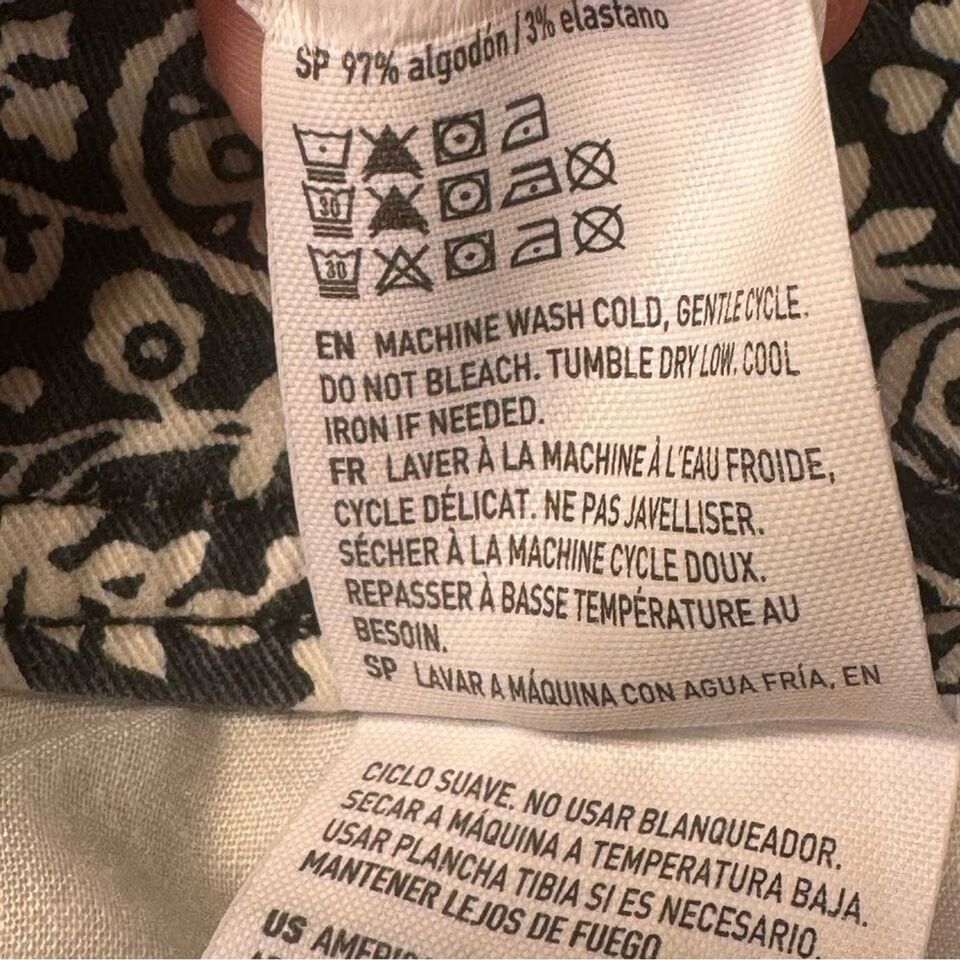 SP 97% algodón/3% elastano
30
30
EN MACHINE WASH COLD, GENTLE CYCLE.
DO NOT BLEACH. TUMBLE DRY LOW. COOL
IRON IF NEEDED.
FR LAVER À LA MACHINE À L'EAU FROIDE,
CYCLE DÉLICAT. NE PAS JAVELLISER.
SÉCHER À LA MACHINE CYCLE DOUX.
REPASSER À BASSE TEMPÉRATURE AU
BESOIN.
SP LAVAR A MÁQUINA CON AGUA FRÍA, EN
CICLO SUAVE. NO USAR BLANQUEADOR.
SECAR A MÁQUINA A TEMPERATURA BAJA.
USAR PLANCHA TIBIA SI ES NECESARIO.
MANTENER LEJOS DE FUEGO
US